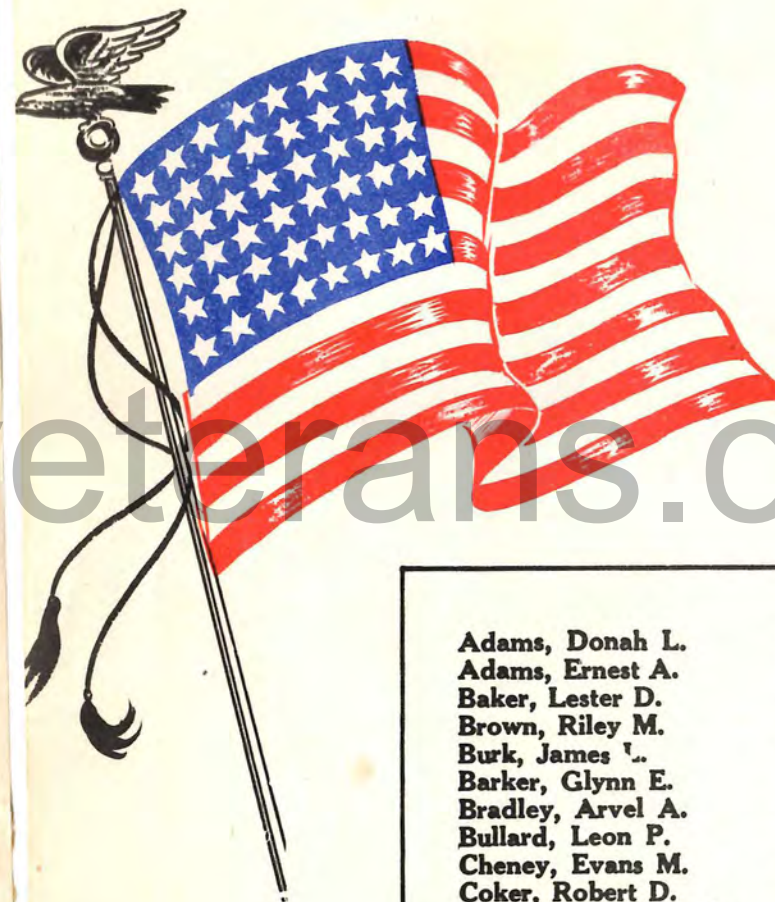 eterans.c
Adams, Donah L.
Adams, Ernest A.
Baker, Lester D.
Brown, Riley M.
Burk, James L.
Barker, Glynn E.
Bradley, Arvel A.
Bullard, Leon P.
Cheney, Evans M.
Coker, Robert D.